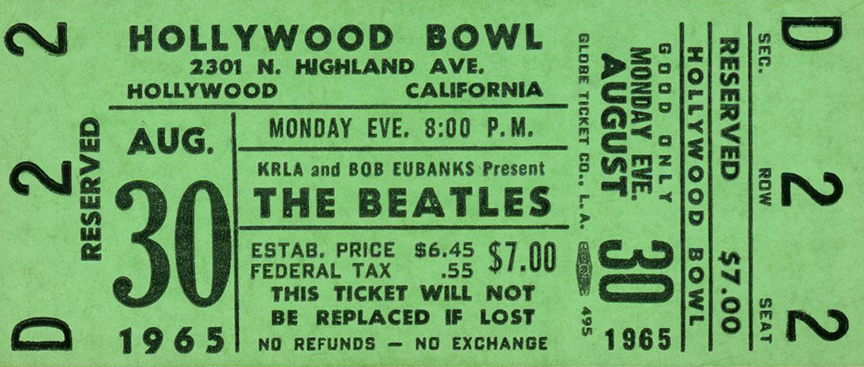 D 2 2
RESERVED
HOLLYWOOD BOWL
2301 N. HIGHLAND AVE.
HOLLYWOOD CALIFORNIA
AUG.
30
1965
MONDAY EVE. 8:00 P.M.
KRLA and BOB EUBANKS Present
THE BEATLES
ESTAB. PRICE $6.45
FEDERAL TAX .55
$7.00
THIS TICKET WILL NOT
BE REPLACED IF LOST
NO REFUNDS — NO EXCHANGE
GLOBE TICKET CO., L. A. 495
GOOD ONLY
MONDAY EVE.
AUGUST
30
1965
HOLLYWOOD BOWL
RESERVED $7.00
SEC. ROW SEAT
D 2 2